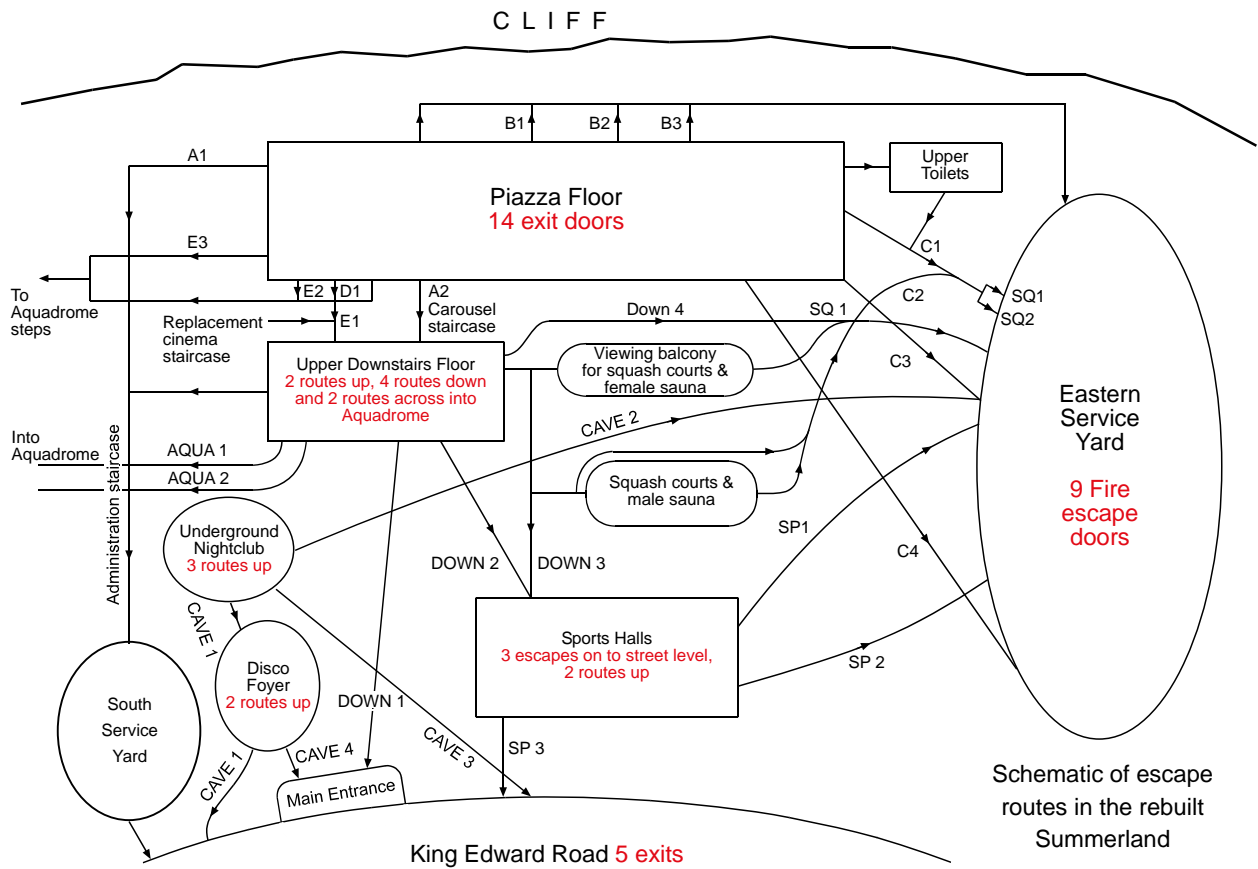 CLIFF
B1
B2
B3
A1
Upper
Toilets
Piazza Floor
14 exit doors
E3
C1
To
Aquadrome
steps
E2
D1
A2
Carousel
staircase
C2
SQ1
SQ2
Replacement
cinema
staircase
E1
Down 4
SQ 1
Upper Downstairs Floor
2 routes up, 4 routes down
and 2 routes across into
Aquadrome
Viewing balcony
for squash courts &
female sauna
C3
Eastern
Service
Yard
9 Fire
escape
doors
CAVE 2
Into
Aquadrome
AQUA 1
AQUA 2
Administration staircase
Squash courts &
male sauna
Underground
Nightclub
3 routes up
SP1
C4
DOWN 2
DOWN 3
CAVE 1
Sports Halls
3 escapes on to street level,
2 routes up
Disco
Foyer
2 routes up
SP 2
DOWN 1
South
Service
Yard
CAVE 1
CAVE 4
CAVE 3
SP 3
Main Entrance
King Edward Road 5 exits
Schematic of escape
routes in the rebuilt
Summerland